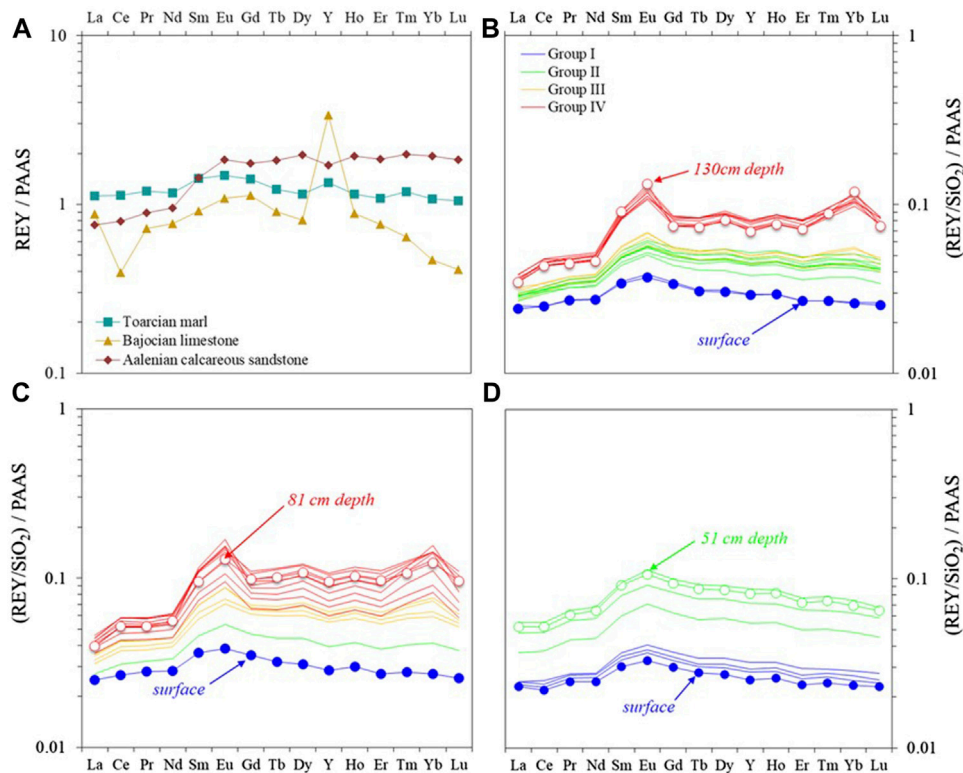 La Ce Pr Nd Sm Eu Gd Tb Dy Y Ho Er Tm Yb Lu
La Ce Pr Nd Sm Eu Gd Tb Dy Y Ho Er Tm Yb Lu
A
10
1
0.1
REY / PAAS
Toarcian marl
Bajocian limestone
Aalenian calcareous sandstone
B
Group I
Group II
Group III
Group IV
130cm depth
surface
1
0.1
0.01
(REY/SiO₂) / PAAS
C
1
0.1
0.01
(REY/SiO₂) / PAAS
81 cm depth
surface
D
51 cm depth
surface
1
0.1
0.01
(REY/SiO₂) / PAAS
La Ce Pr Nd Sm Eu Gd Tb Dy Y Ho Er Tm Yb Lu
La Ce Pr Nd Sm Eu Gd Tb Dy Y Ho Er Tm Yb Lu